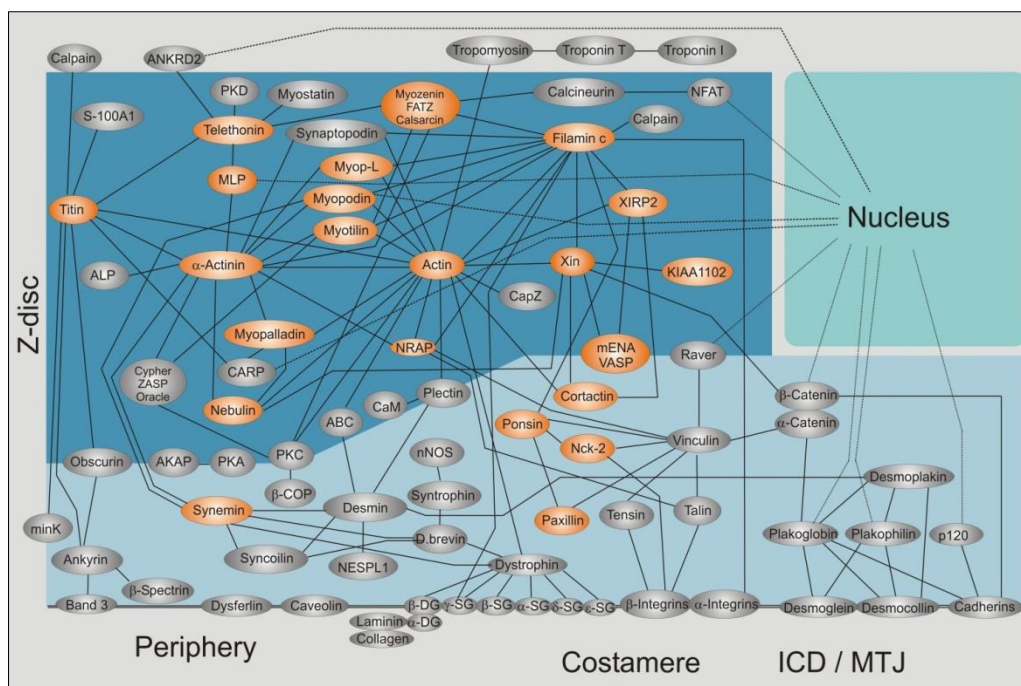 Tropomyosin
Troponin T
Troponin I
Calpain
ANKRD2
PKD
Myostatin
Myozenin
FATZ
Calsarcin
Calcineurin
NFAT
S-100A1
Telethonin
Synaptopodin
Filamin c
Calpain
MLP
Myop-L
Myopodin
XIRP2
Titin
Nucleus
Myotilin
ALP
α-Actinin
Actin
Xin
KIAA1102
CapZ
Z-disc
Myopalladin
NRAP
mENA
VASP
Raver
Cypher
ZASP
Oracle
CARP
Plectin
CaM
β-Catenin
Nebulin
ABC
Cortactin
Ponsin
α-Catenin
Vinculin
Obscurin
AKAP
PKA
PKC
nNOS
Nck-2
Desmoplakin
β-COP
Syntrophin
Synemin
Desmin
Paxillin
Tensin
Talin
minK
D.brevin
Plakoglobin
Plakophilin
p120
Ankyrin
Syncoilin
NESPL1
Dystrophin
β-Spectrin
Band 3
Dysferlin
Caveolin
β-DG
γ-SG
β-SG
α-SG
δ-SG
ε-SG
β-Integrins
α-Integrins
Desmoglein
Desmocollin
Cadherins
Laminin
α-DG
Collagen
Periphery
Costamere
ICD / MTJ